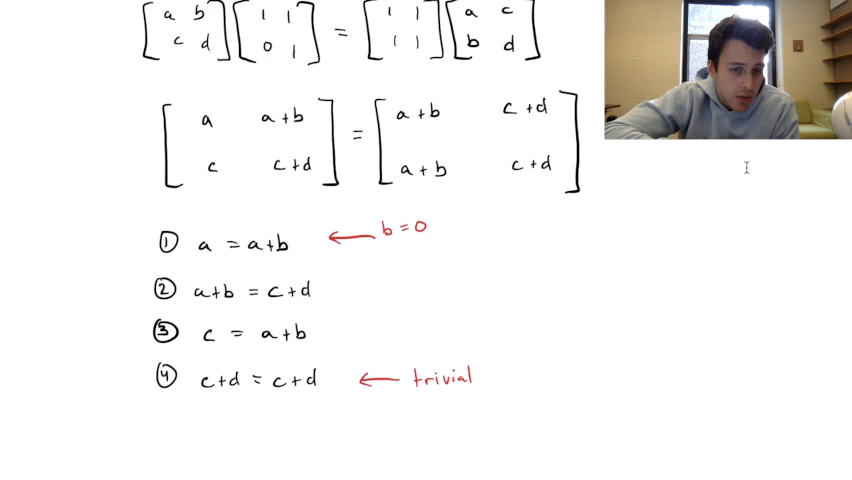 [a b c d] [1 1 0 1] = [1 1 1 1] [a c b d]
[a a+b c c+d] = [a+b c+d a+b c+d]
① a = a+b ← b = 0
② a+b = c+d
③ c = a+b
④ c+d = c+d ← trivial